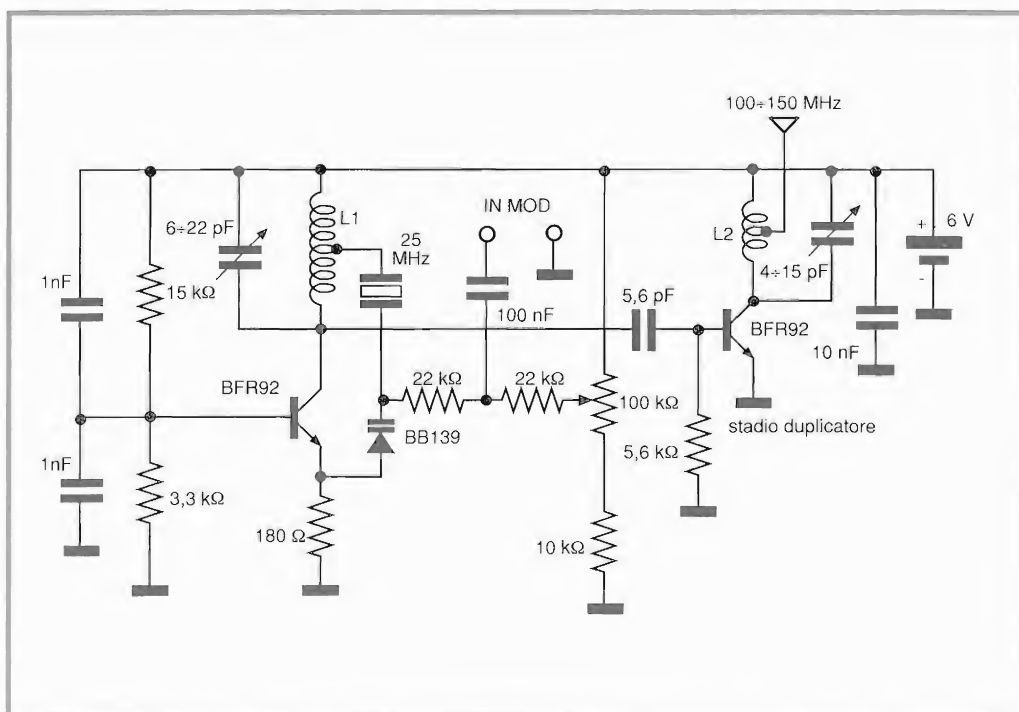 100÷150 MHz
6÷22 pF
L1
25
MHz
IN MOD
L2
+
6 V
-
4÷15 pF
1nF
15 kΩ
100 nF
5,6 pF
BFR92
10 nF
BFR92
22 kΩ
22 kΩ
100 kΩ
BB139
stadio duplicatore
5,6 kΩ
1nF
3,3 kΩ
180 Ω
10 kΩ